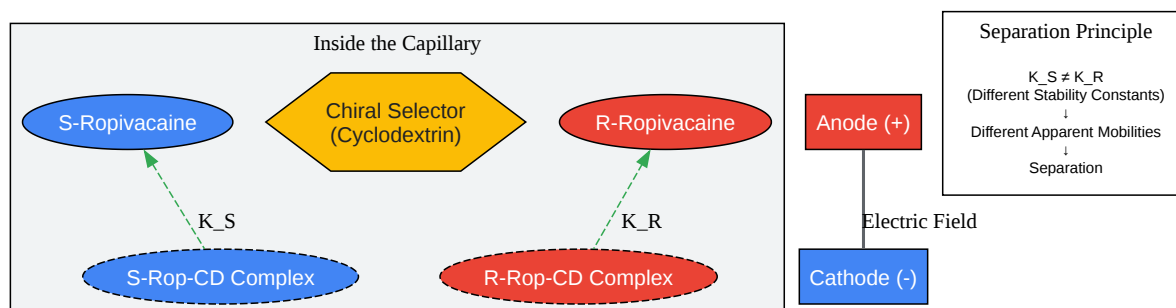 Inside the Capillary
S-Ropivacaine
Chiral Selector
(Cyclodextrin)
R-Ropivacaine
K_S
K_R
S-Rop-CD Complex
R-Rop-CD Complex
Anode (+)
Electric Field
Cathode (-)
Separation Principle
K_S ≠ K_R
(Different Stability Constants)
↓
Different Apparent Mobilities
↓
Separation